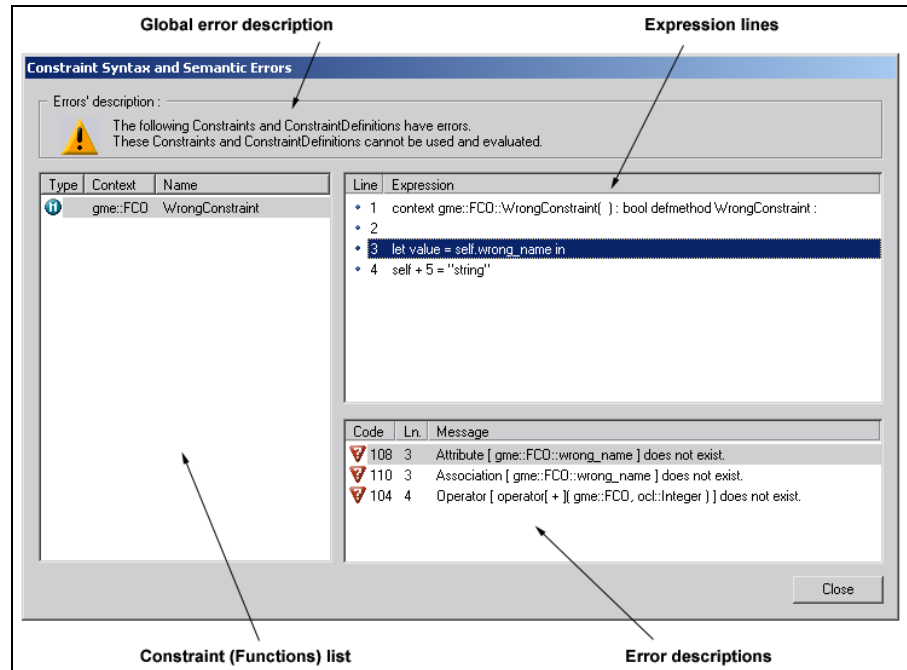 Global error description
Expression lines
Constraint Syntax and Semantic Errors
Errors' description :
The following Constraints and ConstraintDefinitions have errors.
These Constraints and ConstraintDefinitions cannot be used and evaluated.
Type Context Name
gme::FCO WrongConstraint
Line Expression
1 context gme::FCO::WrongConstraint( ) : bool defmethod WrongConstraint :
2
3 let value = self.wrong_name in
4 self + 5 = "string"
Code Ln. Message
108 3 Attribute [ gme::FCO::wrong_name ] does not exist.
110 3 Association [ gme::FCO::wrong_name ] does not exist.
104 4 Operator [ operator[ + ]( gme::FCO, ocl::Integer ) ] does not exist.
Close
Constraint (Functions) list
Error descriptions